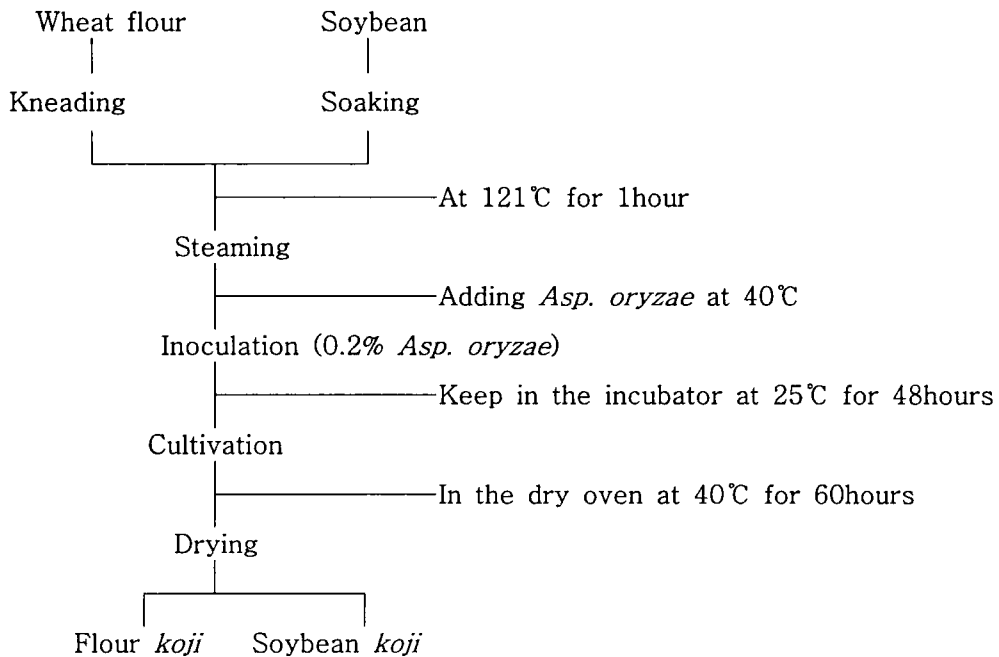 Wheat flour Soybean
Kneading Soaking
At 121℃ for 1hour
Steaming
Adding Asp. oryzae at 40℃
Inoculation (0.2% Asp. oryzae)
Keep in the incubator at 25℃ for 48hours
Cultivation
In the dry oven at 40℃ for 60hours
Drying
Flour koji Soybean koji